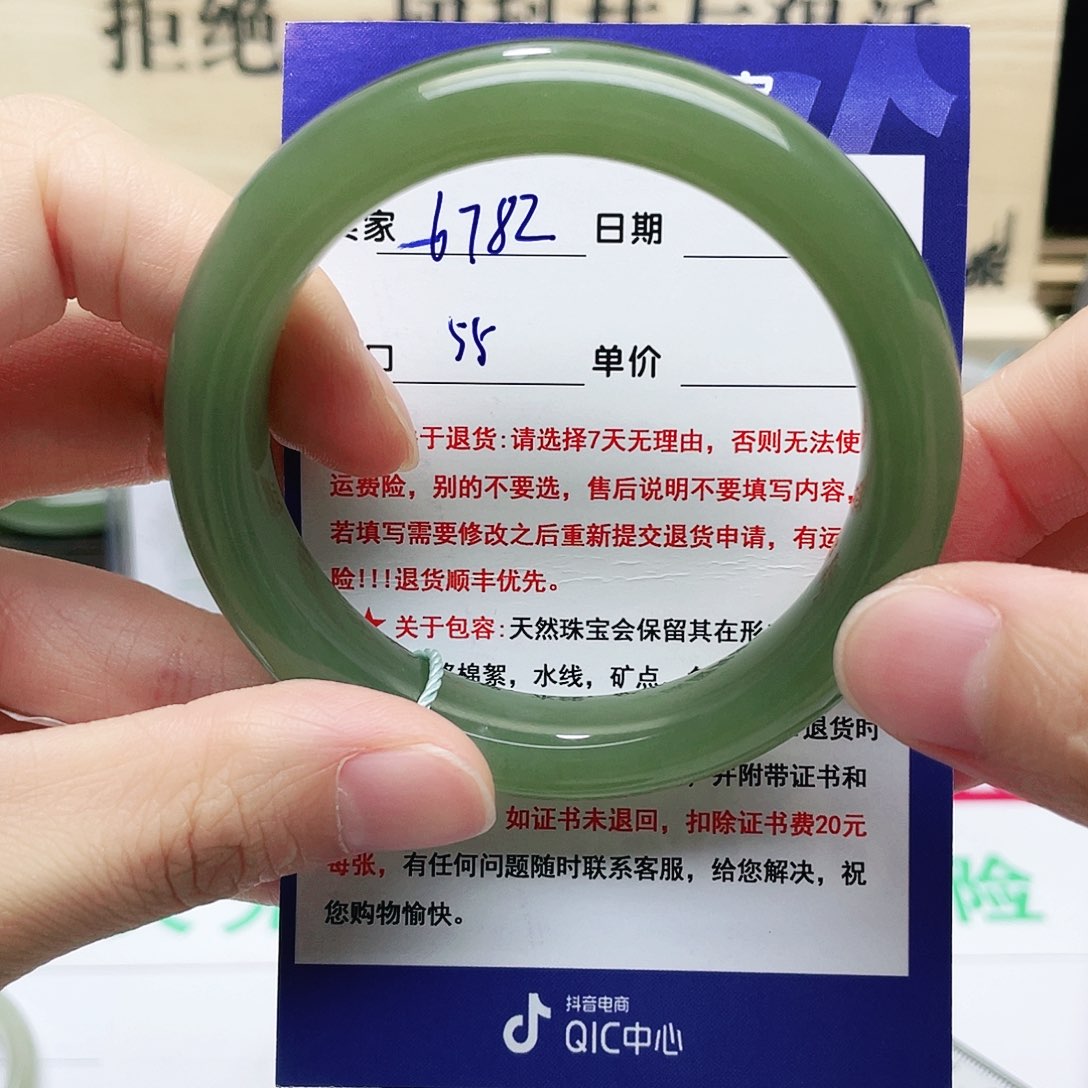 拒绝
家 6782 日期
55 单价
于退货:请选择7天无理由，否则无法使
运费险，别的不要选，售后说明不要填写内容，
若填写需要修改之后重新提交退货申请，有运
险!!!退货顺丰优先。
★关于包容:天然珠宝会保留其在形
棉絮，水线，矿点
退货时
，并附带证书和
如证书未退回，扣除证书费20元
每张，有任何问题随时联系客服，给您解决，祝
您购物愉快。
险
抖音电商
QIC中心